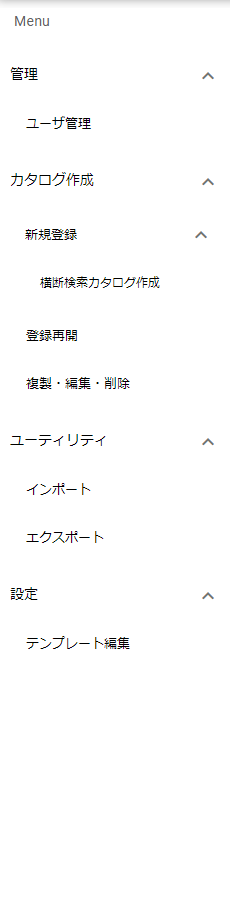 Menu
管理
ユーザ管理
カタログ作成
新規登録
横断検索カタログ作成
登録再開
複製・編集・削除
ユーティリティ
インポート
エクスポート
設定
テンプレート編集